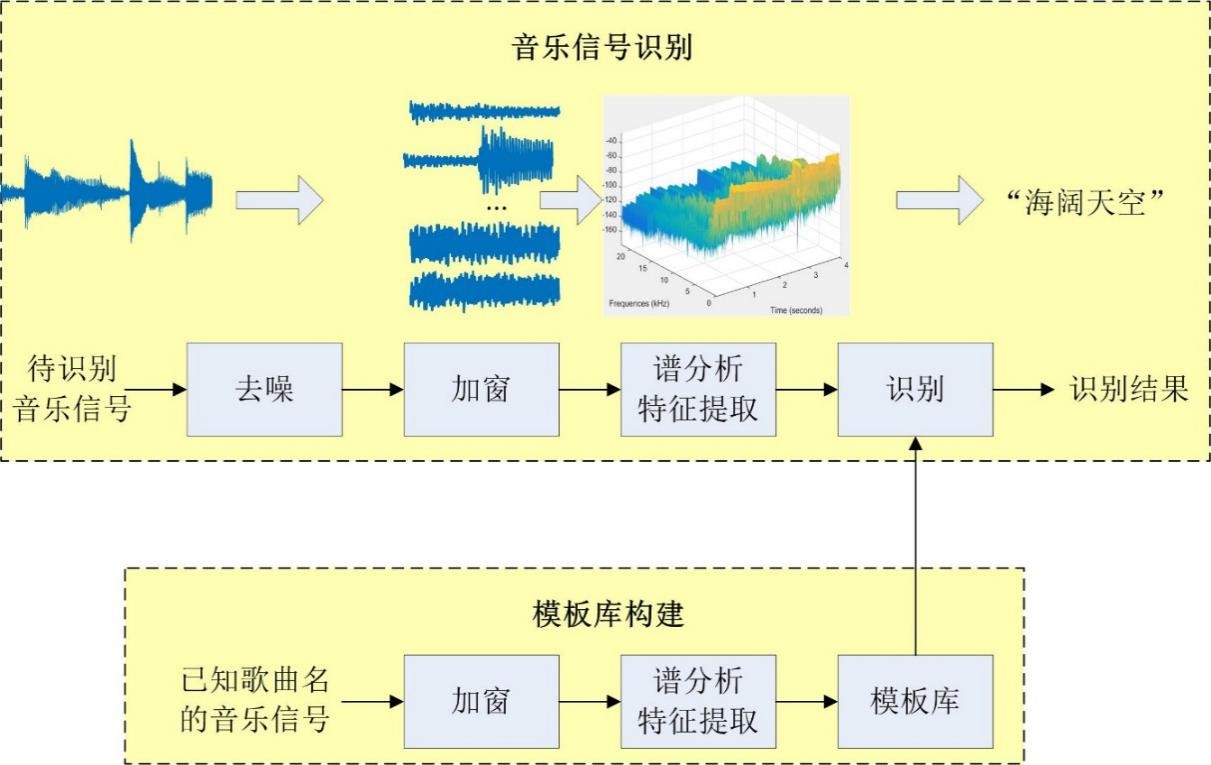 音乐信号识别
...
-40
-60
-80
-100
-120
-140
-160
20
15
10
5
0
1
2
3
4
Frequences (kHz)
Time (seconds)
“海阔天空”
待识别
音乐信号
去噪
加窗
谱分析
特征提取
识别
识别结果
模板库构建
已知歌曲名
的音乐信号
加窗
谱分析
特征提取
模板库